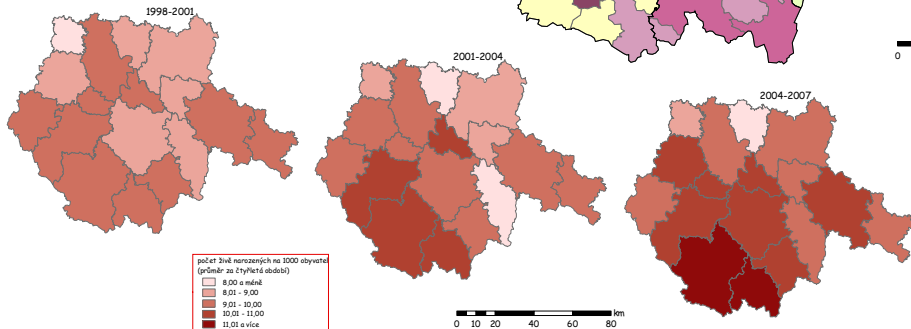 1998-2001
2001-2004
2004-2007
0
počet živě narozených na 1000 obyvatel
(průměr za čtyřleté období)
8,00 a méně
8,01 - 9,00
9,01 - 10,00
10,01 - 11,00
11,01 a více
0 10 20 40 60 80 km